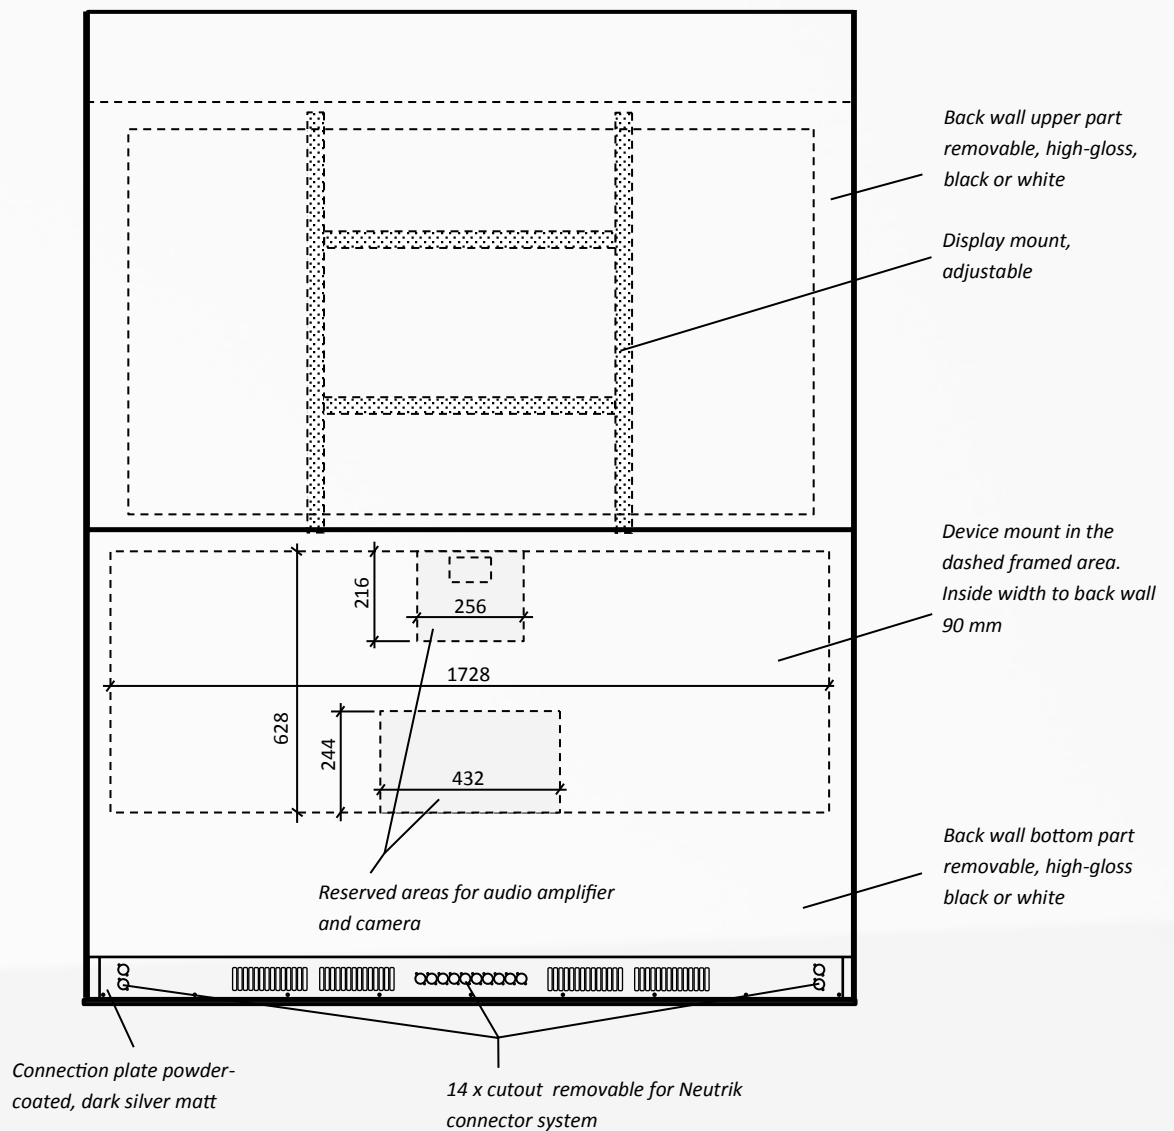 Back wall upper part
removable, high-gloss,
black or white
Display mount,
adjustable
Device mount in the
dashed framed area.
Inside width to back wall
90 mm
216
256
1728
628
244
432
Back wall bottom part
removable, high-gloss
black or white
Reserved areas for audio amplifier
and camera
Connection plate powder-
coated, dark silver matt
14 x cutout  removable for Neutrik
connector system